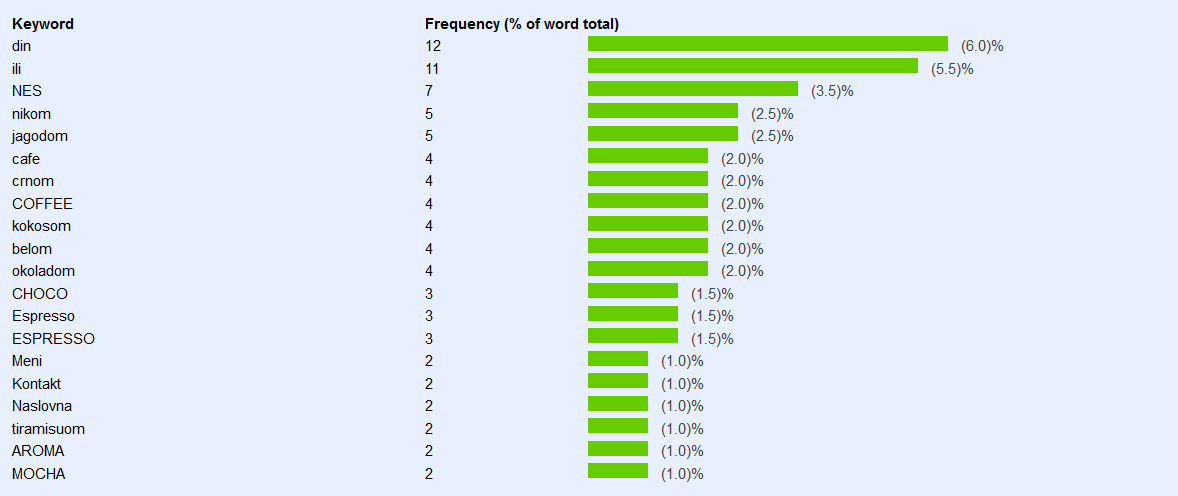 Keyword Frequency (% of word total)
din 12 (6.0)%
ili 11 (5.5)%
NES 7 (3.5)%
nikom 5 (2.5)%
jagodom 5 (2.5)%
cafe 4 (2.0)%
crnom 4 (2.0)%
COFFEE 4 (2.0)%
kokosom 4 (2.0)%
belom 4 (2.0)%
okoladom 4 (2.0)%
CHOCO 3 (1.5)%
Espresso 3 (1.5)%
ESPRESSO 3 (1.5)%
Meni 2 (1.0)%
Kontakt 2 (1.0)%
Naslovna 2 (1.0)%
tiramisuom 2 (1.0)%
AROMA 2 (1.0)%
MOCHA 2 (1.0)%